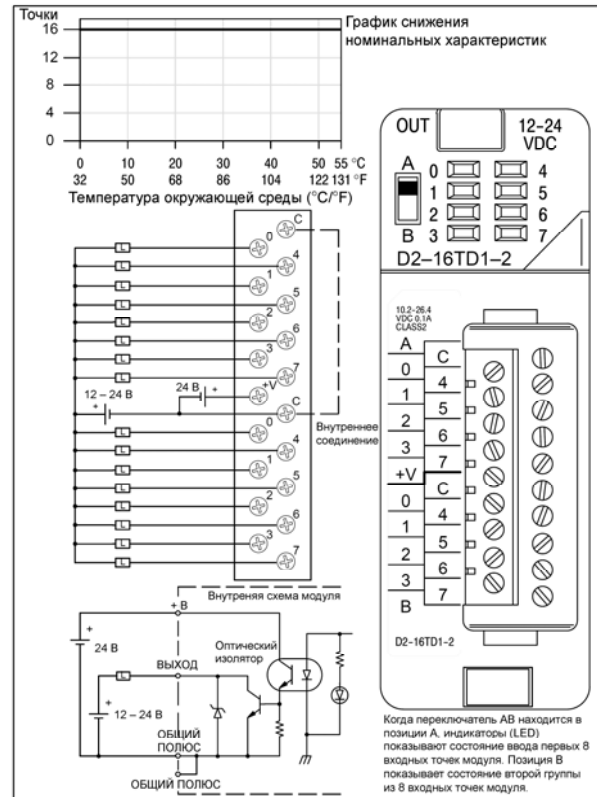 Точки
16
12
8
4
0
0 10 20 30 40 50 55 °C
32 50 68 86 104 122 131 °F
Температура окружающей среды (°C/°F)
График снижения
номинальных характеристик
C
0
L
4
L
1
L
5
L
2
L
6
L
3
L
7
L
+V
24 В
+
12 – 24 В
+
C
0
L
4
L
1
L
5
L
2
L
6
L
3
L
7
L
Внутреннее
соединение
Внутреняя схема модуля
+ В
+
24 В
Оптический
изолятор
ВЫХОД
L
+
12 – 24 В
ОБЩИЙ
ПОЛЮС
ОБЩИЙ ПОЛЮС
OUT
12–24
VDC
A
0 4
1 5
2 6
B 3 7
D2–16TD1–2
10.2-26.4
VDC 0.1A
CLASS2
A
C
0
4
1
5
2
6
3
7
+V
C
0
4
1
5
2
6
3
7
B
D2–16TD1–2
Когда переключатель АВ находится в
позиции А, индикаторы (LED)
показывают состояние ввода первых 8
входных точек модуля. Позиция В
показывает состояние второй группы
из 8 входных точек модуля.